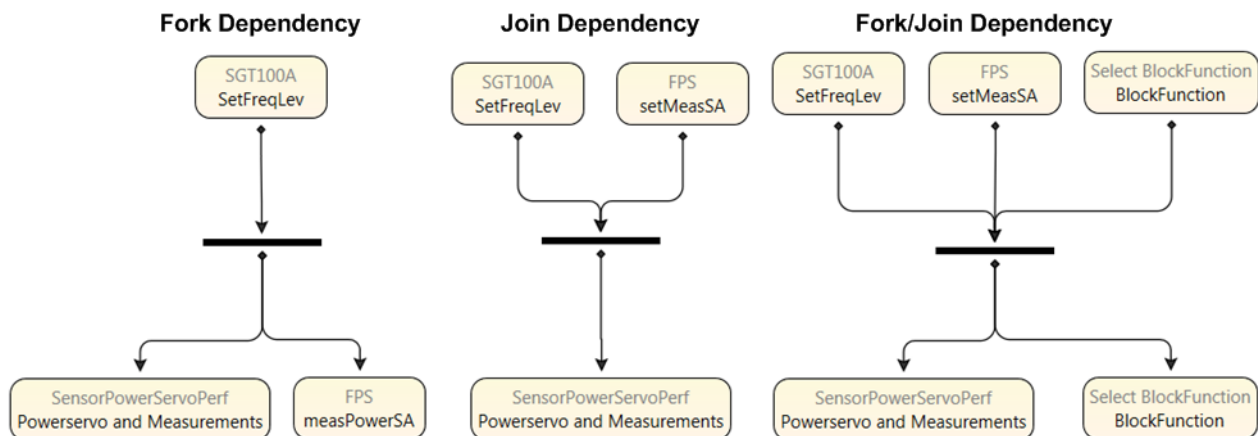 Fork Dependency
SGT100A
SetFreqLev
SensorPowerServoPerf
Powerservo and Measurements
FPS
measPowerSA
Join Dependency
SGT100A
SetFreqLev
FPS
setMeasSA
SensorPowerServoPerf
Powerservo and Measurements
Fork/Join Dependency
SGT100A
SetFreqLev
FPS
setMeasSA
Select BlockFunction
BlockFunction
SensorPowerServoPerf
Powerservo and Measurements
Select BlockFunction
BlockFunction